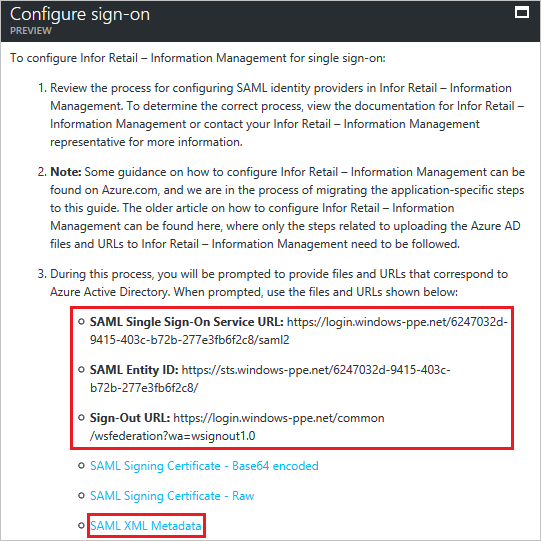 Configure sign-on
PREVIEW
To configure Infor Retail – Information Management for single sign-on:
1. Review the process for configuring SAML identity providers in Infor Retail – Information
Management. To determine the correct process, view the documentation for Infor Retail –
Information Management or contact your Infor Retail – Information Management
representative for more information.
2. Note: Some guidance on how to configure Infor Retail – Information Management can be
found on Azure.com, and we are in the process of migrating the application-specific steps
to this guide. The older article on how to configure Infor Retail – Information
Management can be found here, where only the steps related to uploading the Azure AD
files and URLs to Infor Retail – Information Management need to be followed.
3. During this process, you will be prompted to provide files and URLs that correspond to
Azure Active Directory. When prompted, use the files and URLs shown below:
SAML Single Sign-On Service URL: https://login.windows-ppe.net/6247032d-
9415-403c-b72b-277e3fb6f2c8/saml2
SAML Entity ID: https://sts.windows-ppe.net/6247032d-9415-403c-
b72b-277e3fb6f2c8/
Sign-Out URL: https://login.windows-ppe.net/common
/wsfederation?wa=wsignout1.0
SAML Signing Certificate - Base64 encoded
SAML Signing Certificate - Raw
SAML XML Metadata